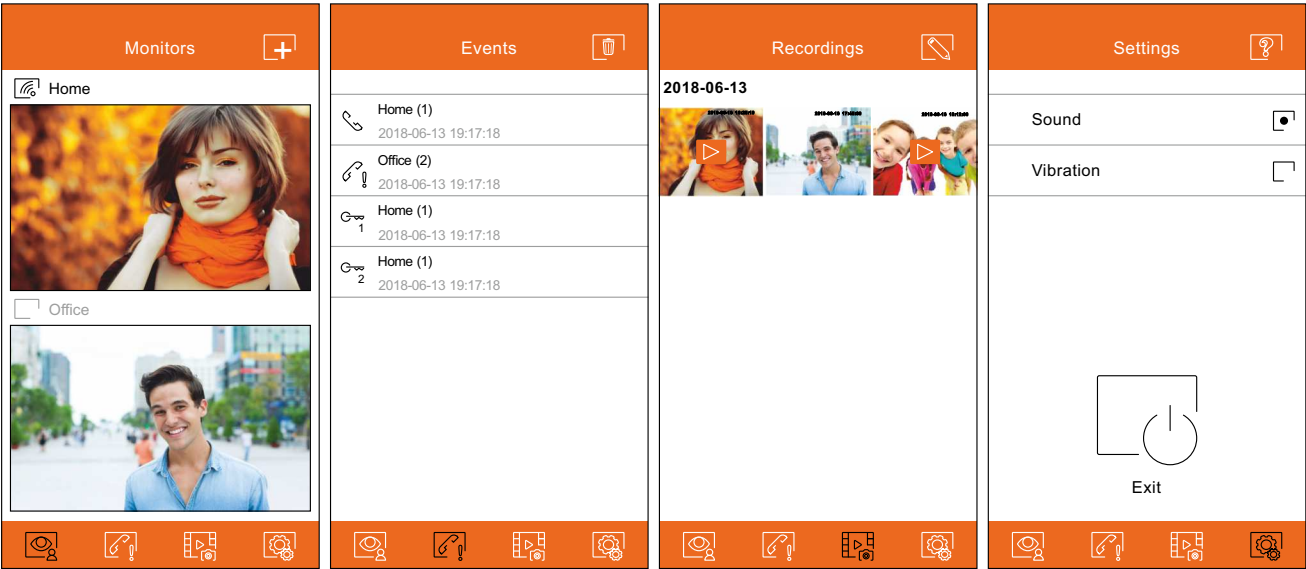 Monitors
Home
Office
Events
Home (1)
2018-06-13 19:17:18
Office (2)
2018-06-13 19:17:18
1
Home (1)
2018-06-13 19:17:18
2
Home (1)
2018-06-13 19:17:18
Recordings
2018-06-13
Settings
Sound
Vibration
Exit